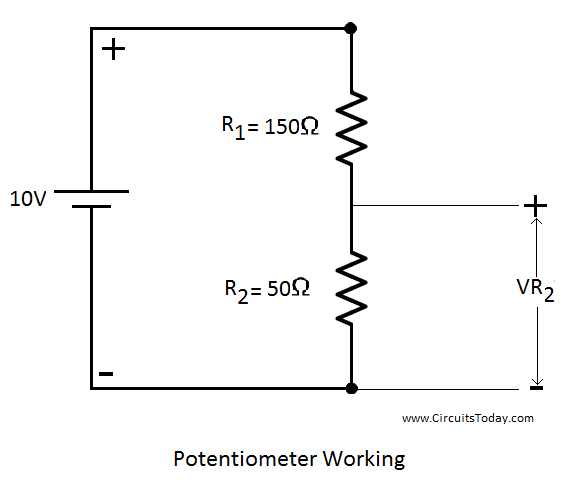 +
R1= 150Ω
10V
+
R2= 50Ω
VR2
-
-
www.CircuitsToday.com
Potentiometer Working